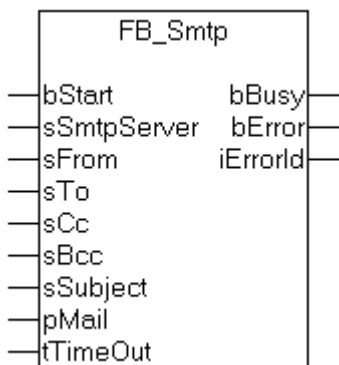 FB_Smtp
bStart bBusy
sSmtpServer bError
sFrom iErrorId
sTo
sCc
sBcc
sSubject
pMail
tTimeOut